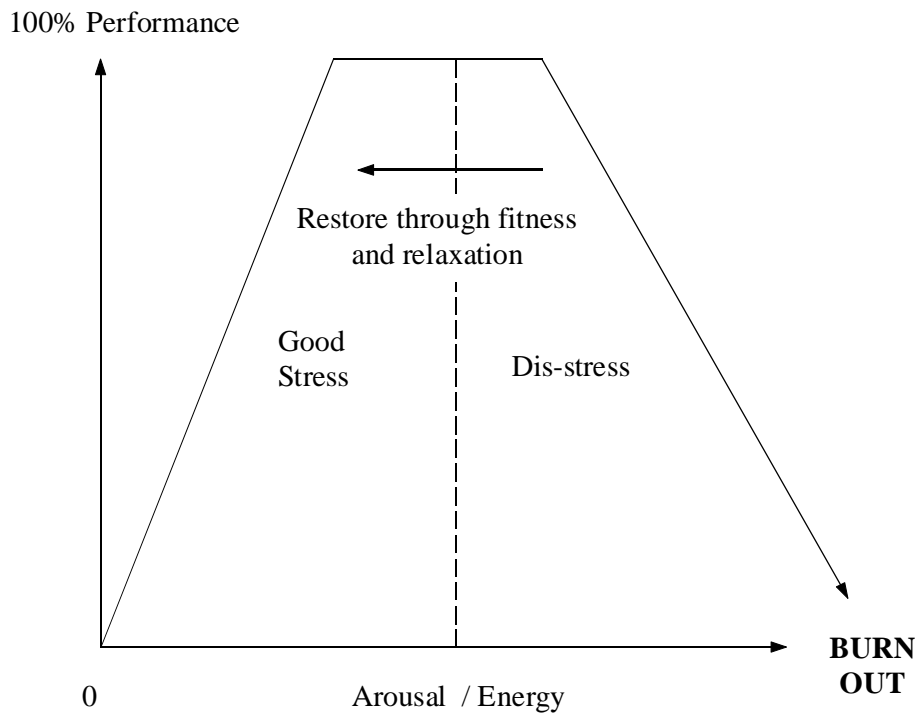 100% Performance
Restore through fitness
and relaxation
Good
Stress
Dis-stress
BURN
OUT
0
Arousal / Energy